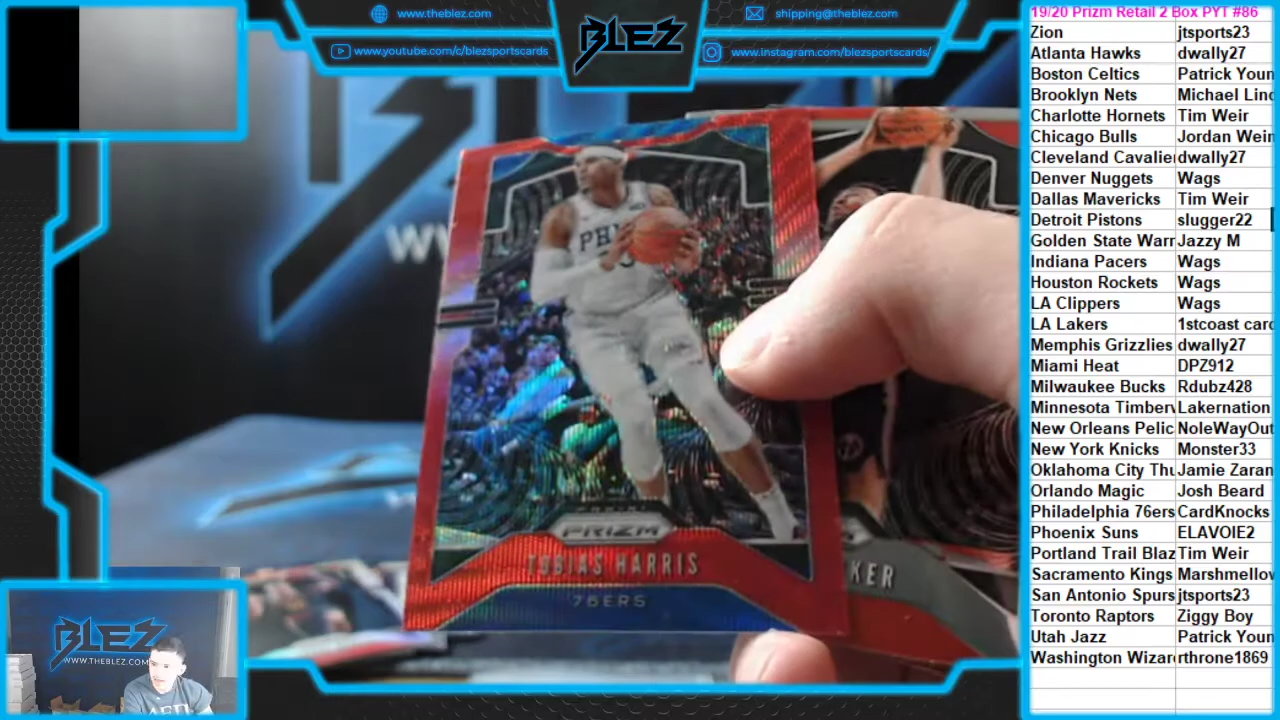 www.theblez.com
shipping@theblez.com
BLEZ
www.youtube.com/c/blezsportscards
www.instagram.com/blezsportscards/
19/20 Prizm Retail 2 Box PYT #86
Zion jtsports23
Atlanta Hawks dwally27
Boston Celtics Patrick Youn
Brooklyn Nets Michael Linc
Charlotte Hornets Tim Weir
Chicago Bulls Jordan Wein
Cleveland Cavalier dwally27
Denver Nuggets Wags
Dallas Mavericks Tim Weir
Detroit Pistons slugger22
Golden State Warr Jazzy M
Indiana Pacers Wags
Houston Rockets Wags
LA Clippers Wags
LA Lakers 1stcoast card
Memphis Grizzlies dwally27
Miami Heat DPZ912
Milwaukee Bucks Rdubz428
Minnesota Timberv Lakernation
New Orleans Pelic NoleWayOut
New York Knicks Monster33
Oklahoma City Thu Jamie Zaran
Orlando Magic Josh Beard
Philadelphia 76ers CardKnocks
Phoenix Suns ELAVOIE2
Portland Trail Blaz Tim Weir
Sacramento Kings Marshmellow
San Antonio Spurs jtsports23
Toronto Raptors Ziggy Boy
Utah Jazz Patrick Youn
Washington Wizar rthrone1869
PHI
PANINI
PRIZM
TOBIAS HARRIS
76ERS
KER
BLEZ
WWW.THEBLEZ.COM